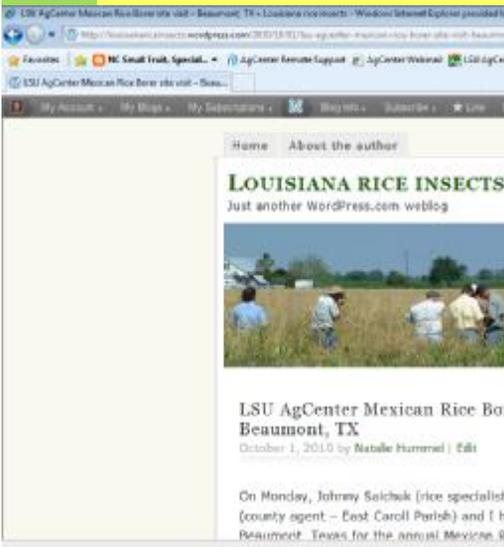 LSU AgCenter Mexican Rice Borer site visit - Beaumont, TX « Louisiana rice insects - Windows Internet Explorer provided
Favorites NC Small Fruit, Special... AgCenter Remote Support AgCenter Webmail LSU AgCe
LSU AgCenter Mexican Rice Borer site visit - Beau...
My Account My Blogs My Subscriptions Blog Info Subscribe Like
Home About the author
LOUISIANA RICE INSECTS
Just another WordPress.com weblog
LSU AgCenter Mexican Rice Bo
Beaumont, TX
October 1, 2010 by Natalie Hummel | Edit
On Monday, Johnny Saichuk (rice specialist
(county agent – East Caroll Parish) and I h
Beaumont, Texas for the annual Mexican R